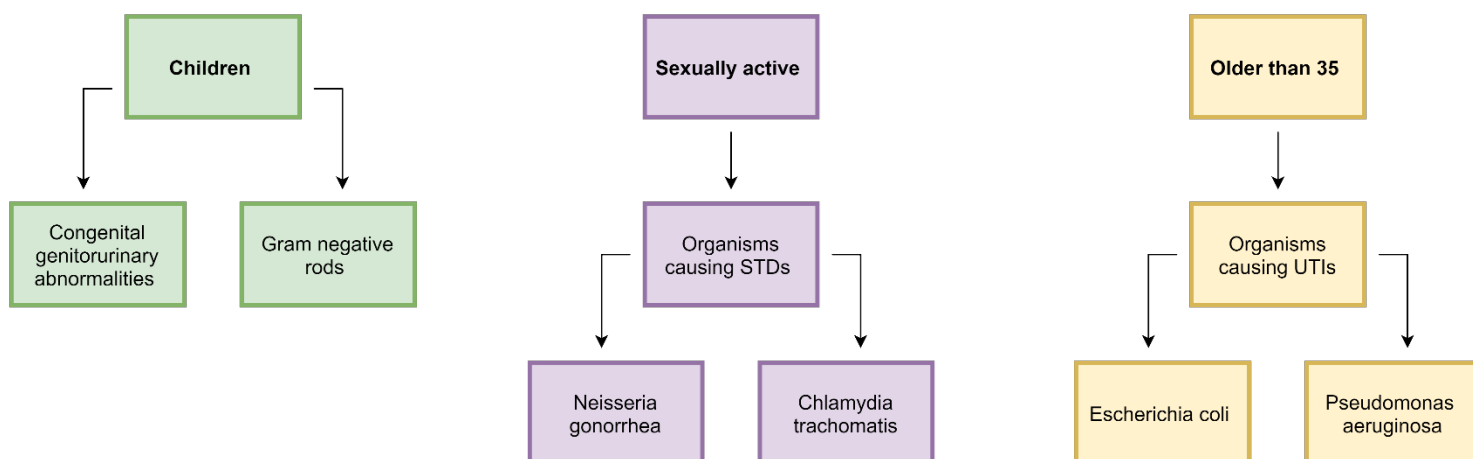 Children
Sexually active
Older than 35
Congenital
genitorurinary
abnormalities
Gram negative
rods
Organisms
causing STDs
Organisms
causing UTIs
Neisseria
gonorrhea
Chlamydia
trachomatis
Escherichia coli
Pseudomonas
aeruginosa